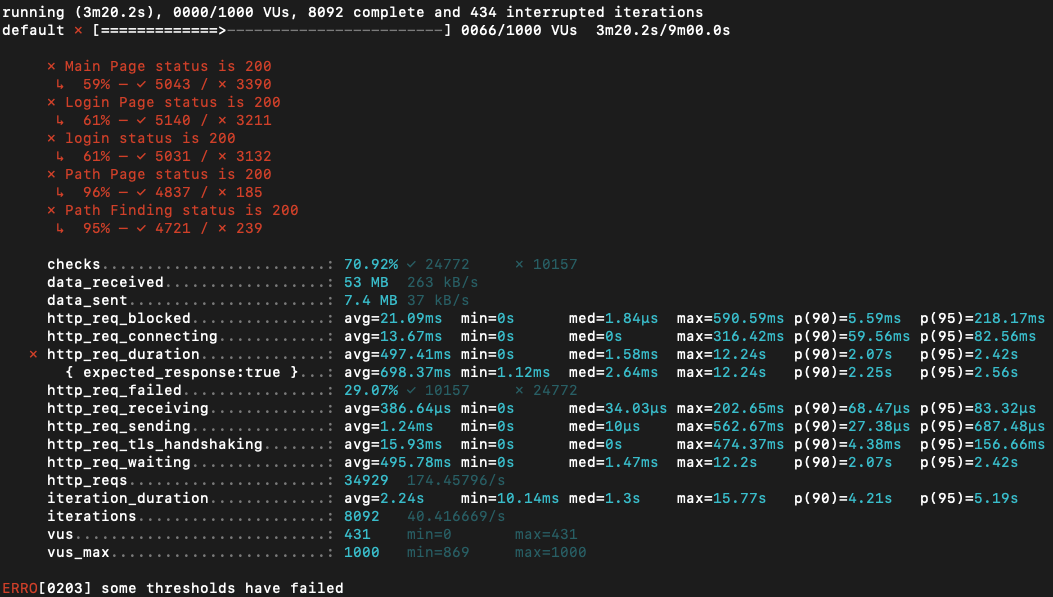 running (3m20.2s), 0000/1000 VUs, 8092 complete and 434 interrupted iterations
default ✗ [=============>------------------------] 0066/1000 VUs  3m20.2s/9m00.0s

     ✗ Main Page status is 200
      ↳  59% — ✓ 5043 / ✗ 3390
     ✗ Login Page status is 200
      ↳  61% — ✓ 5140 / ✗ 3211
     ✗ login status is 200
      ↳  61% — ✓ 5031 / ✗ 3132
     ✗ Path Page status is 200
      ↳  96% — ✓ 4837 / ✗ 185
     ✗ Path Finding status is 200
      ↳  95% — ✓ 4721 / ✗ 239

     checks.........................: 70.92% ✓ 24772     ✗ 10157
     data_received..................: 53 MB  263 kB/s
     data_sent......................: 7.4 MB 37 kB/s
     http_req_blocked...............: avg=21.09ms  min=0s      med=1.84µs  max=590.59ms p(90)=5.59ms  p(95)=218.17ms
     http_req_connecting............: avg=13.67ms  min=0s      med=0s      max=316.42ms p(90)=59.56ms p(95)=82.56ms
   ✗ http_req_duration..............: avg=497.41ms min=0s      med=1.58ms  max=12.24s   p(90)=2.07s   p(95)=2.42s
       { expected_response:true }...: avg=698.37ms min=1.12ms  med=2.64ms  max=12.24s   p(90)=2.25s   p(95)=2.56s
     http_req_failed................: 29.07% ✓ 10157     ✗ 24772
     http_req_receiving.............: avg=386.64µs min=0s      med=34.03µs max=202.65ms p(90)=68.47µs p(95)=83.32µs
     http_req_sending...............: avg=1.24ms   min=0s      med=10µs    max=562.67ms p(90)=27.38µs p(95)=687.48µs
     http_req_tls_handshaking.......: avg=15.93ms  min=0s      med=0s      max=474.37ms p(90)=4.38ms  p(95)=156.66ms
     http_req_waiting...............: avg=495.78ms min=0s      med=1.47ms  max=12.2s    p(90)=2.07s   p(95)=2.42s
     http_reqs......................: 34929  174.45796/s
     iteration_duration.............: avg=2.24s    min=10.14ms med=1.3s    max=15.77s   p(90)=4.21s   p(95)=5.19s
     iterations.....................: 8092   40.416669/s
     vus............................: 431    min=0       max=431
     vus_max........................: 1000   min=869     max=1000

ERRO[0203] some thresholds have failed